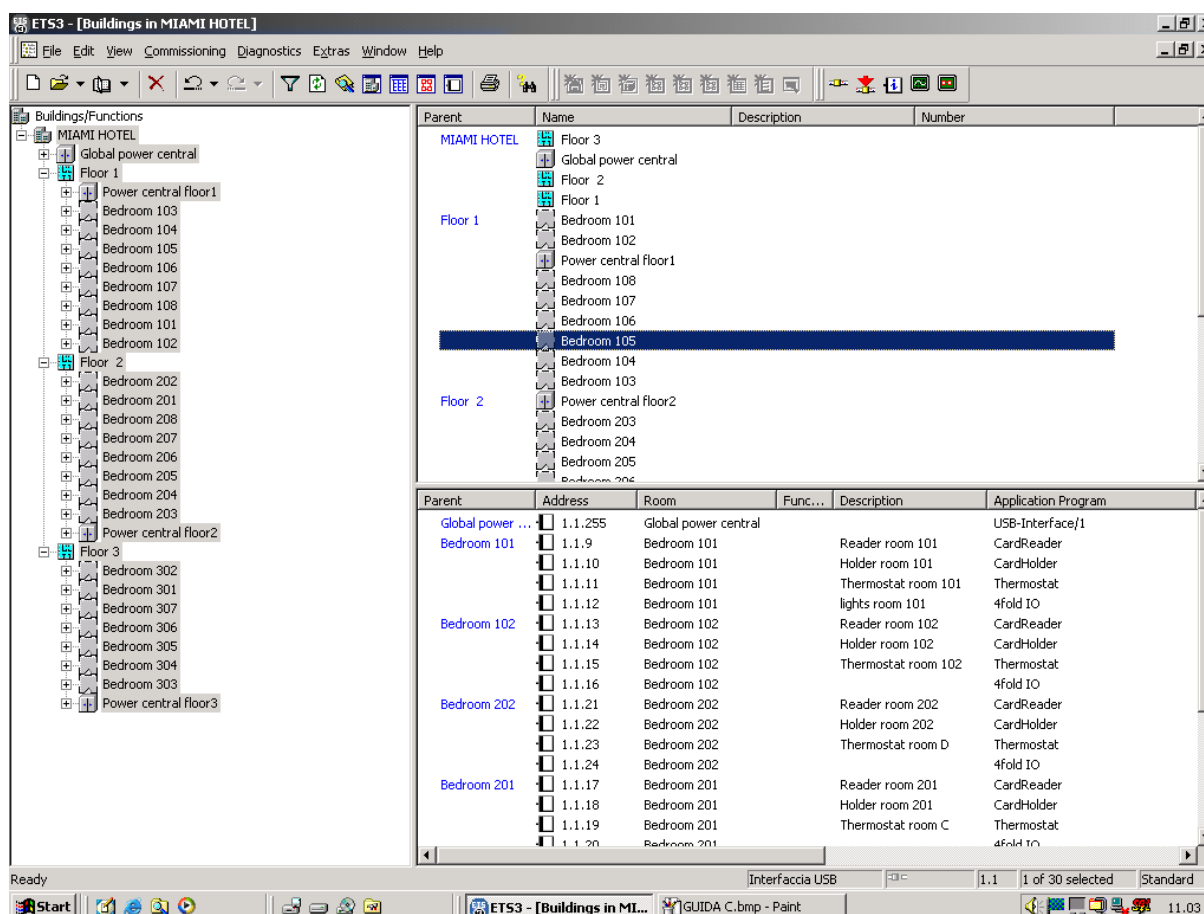 ETS3 - [Buildings in MIAMI HOTEL]
File Edit View Commissioning Diagnostics Extras Window Help
Buildings/Functions
MIAMI HOTEL
Global power central
Floor 1
Power central floor1
Bedroom 103
Bedroom 104
Bedroom 105
Bedroom 106
Bedroom 107
Bedroom 108
Bedroom 101
Bedroom 102
Floor 2
Bedroom 202
Bedroom 201
Bedroom 208
Bedroom 207
Bedroom 206
Bedroom 205
Bedroom 204
Bedroom 203
Power central floor2
Floor 3
Bedroom 302
Bedroom 301
Bedroom 307
Bedroom 306
Bedroom 305
Bedroom 304
Bedroom 303
Power central floor3
Parent Name Description Number
MIAMI HOTEL Floor 3
Global power central
Floor 2
Floor 1
Floor 1 Bedroom 101
Bedroom 102
Power central floor1
Bedroom 108
Bedroom 107
Bedroom 106
Bedroom 105
Bedroom 104
Bedroom 103
Floor 2 Power central floor2
Bedroom 203
Bedroom 204
Bedroom 205
Bedroom 206
Parent Address Room Func... Description Application Program
Global power ... 1.1.255 Global power central USB-Interface/1
Bedroom 101 1.1.9 Bedroom 101 Reader room 101 CardReader
1.1.10 Bedroom 101 Holder room 101 CardHolder
1.1.11 Bedroom 101 Thermostat room 101 Thermostat
1.1.12 Bedroom 101 lights room 101 4fold IO
Bedroom 102 1.1.13 Bedroom 102 Reader room 102 CardReader
1.1.14 Bedroom 102 Holder room 102 CardHolder
1.1.15 Bedroom 102 Thermostat room 102 Thermostat
1.1.16 Bedroom 102 4fold IO
Bedroom 202 1.1.21 Bedroom 202 Reader room 202 CardReader
1.1.22 Bedroom 202 Holder room 202 CardHolder
1.1.23 Bedroom 202 Thermostat room D Thermostat
1.1.24 Bedroom 202 4fold IO
Bedroom 201 1.1.17 Bedroom 201 Reader room 201 CardReader
1.1.18 Bedroom 201 Holder room 201 CardHolder
1.1.19 Bedroom 201 Thermostat room C Thermostat
1.1.20 Bedroom 201 4fold IO
Ready Interfaccia USB 1.1 1 of 30 selected Standard
Start ETS3 - [Buildings in MI... GUIDA C.bmp - Paint 11.03